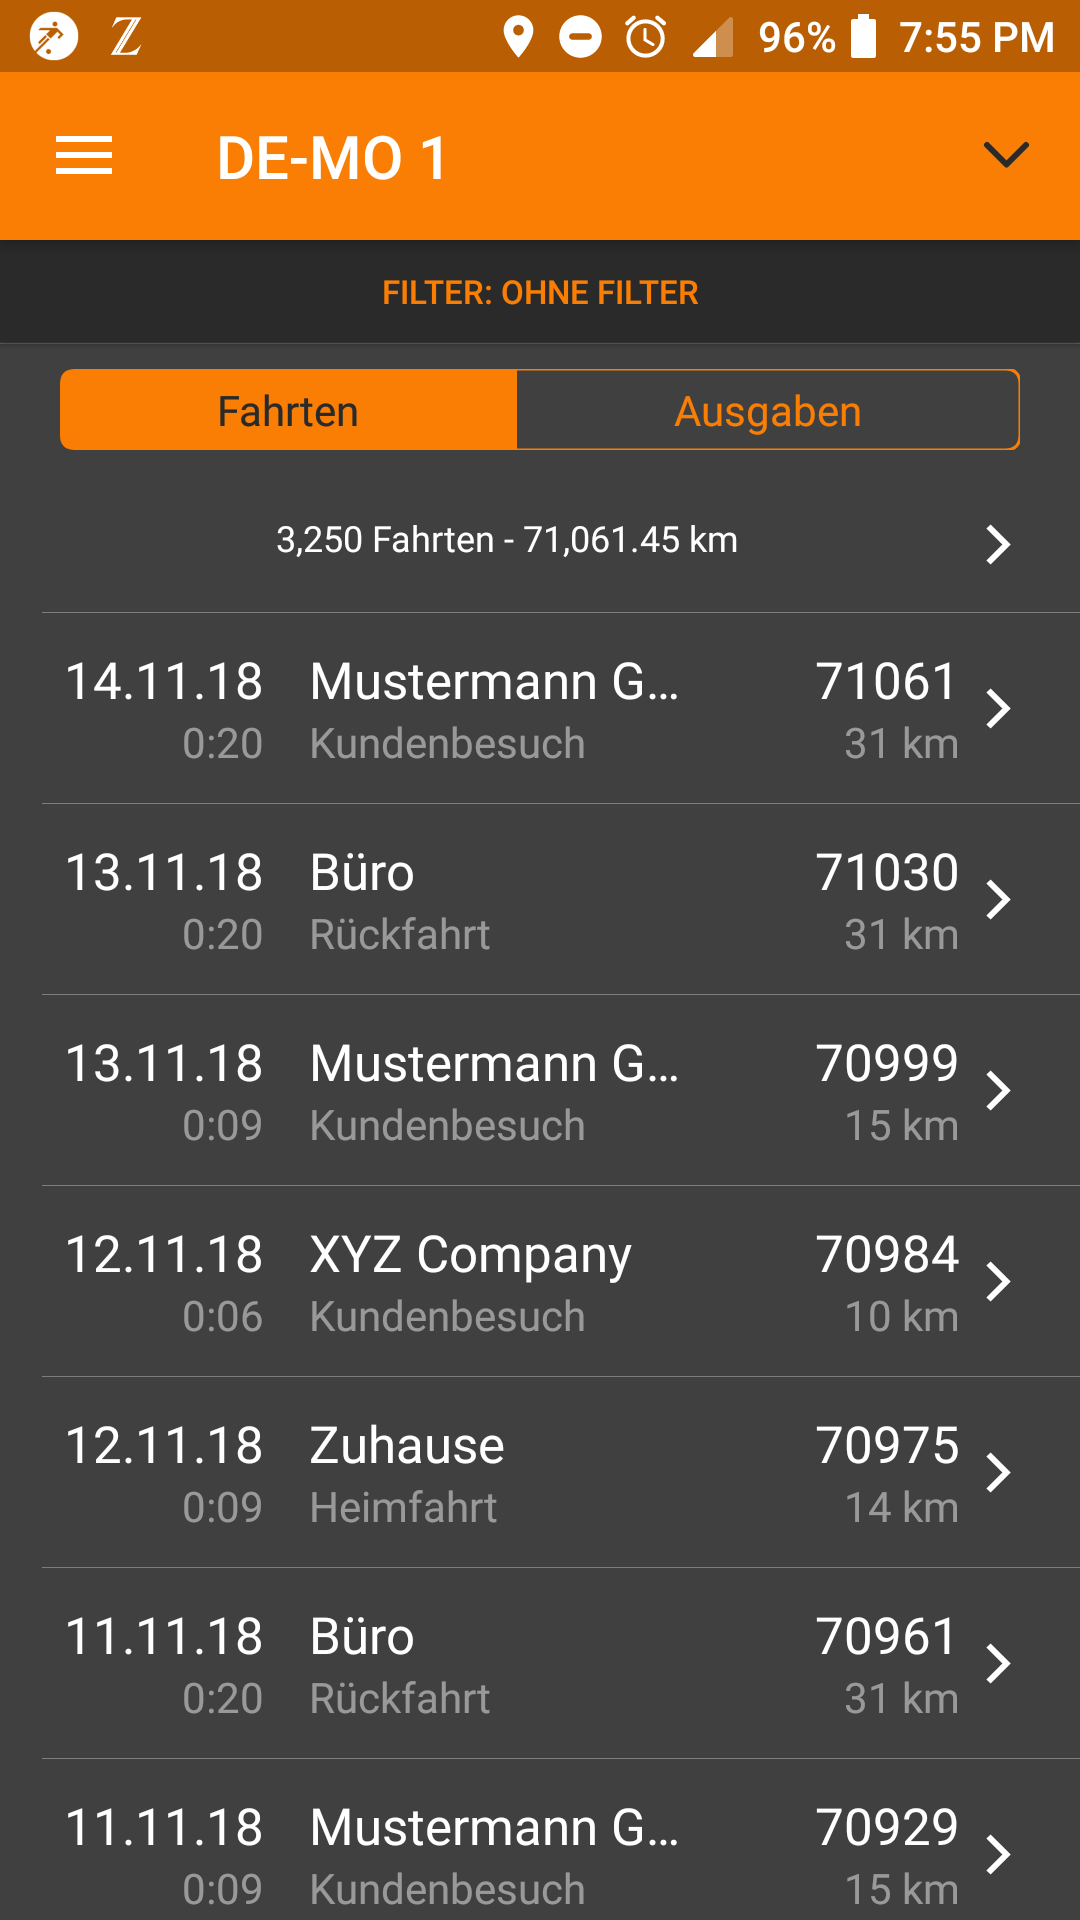 Z 96% 7:55 PM
DE-MO 1
FILTER: OHNE FILTER
Fahrten Ausgaben
3,250 Fahrten - 71,061.45 km
14.11.18 Mustermann G... 71061
0:20 Kundenbesuch 31 km
13.11.18 Büro 71030
0:20 Rückfahrt 31 km
13.11.18 Mustermann G... 70999
0:09 Kundenbesuch 15 km
12.11.18 XYZ Company 70984
0:06 Kundenbesuch 10 km
12.11.18 Zuhause 70975
0:09 Heimfahrt 14 km
11.11.18 Büro 70961
0:20 Rückfahrt 31 km
11.11.18 Mustermann G... 70929
0:09 Kundenbesuch 15 km